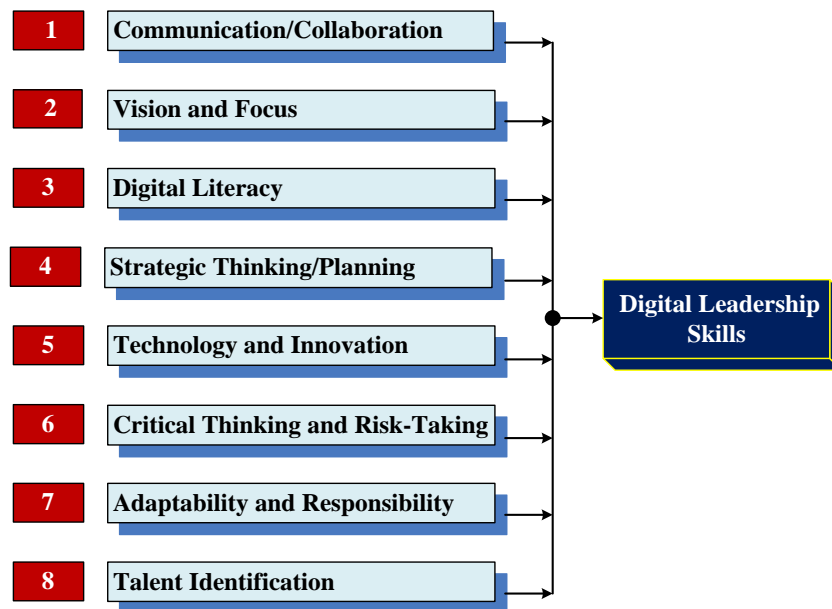 1 Communication/Collaboration
2 Vision and Focus
3 Digital Literacy
4 Strategic Thinking/Planning
5 Technology and Innovation
6 Critical Thinking and Risk-Taking
7 Adaptability and Responsibility
8 Talent Identification
Digital Leadership
Skills